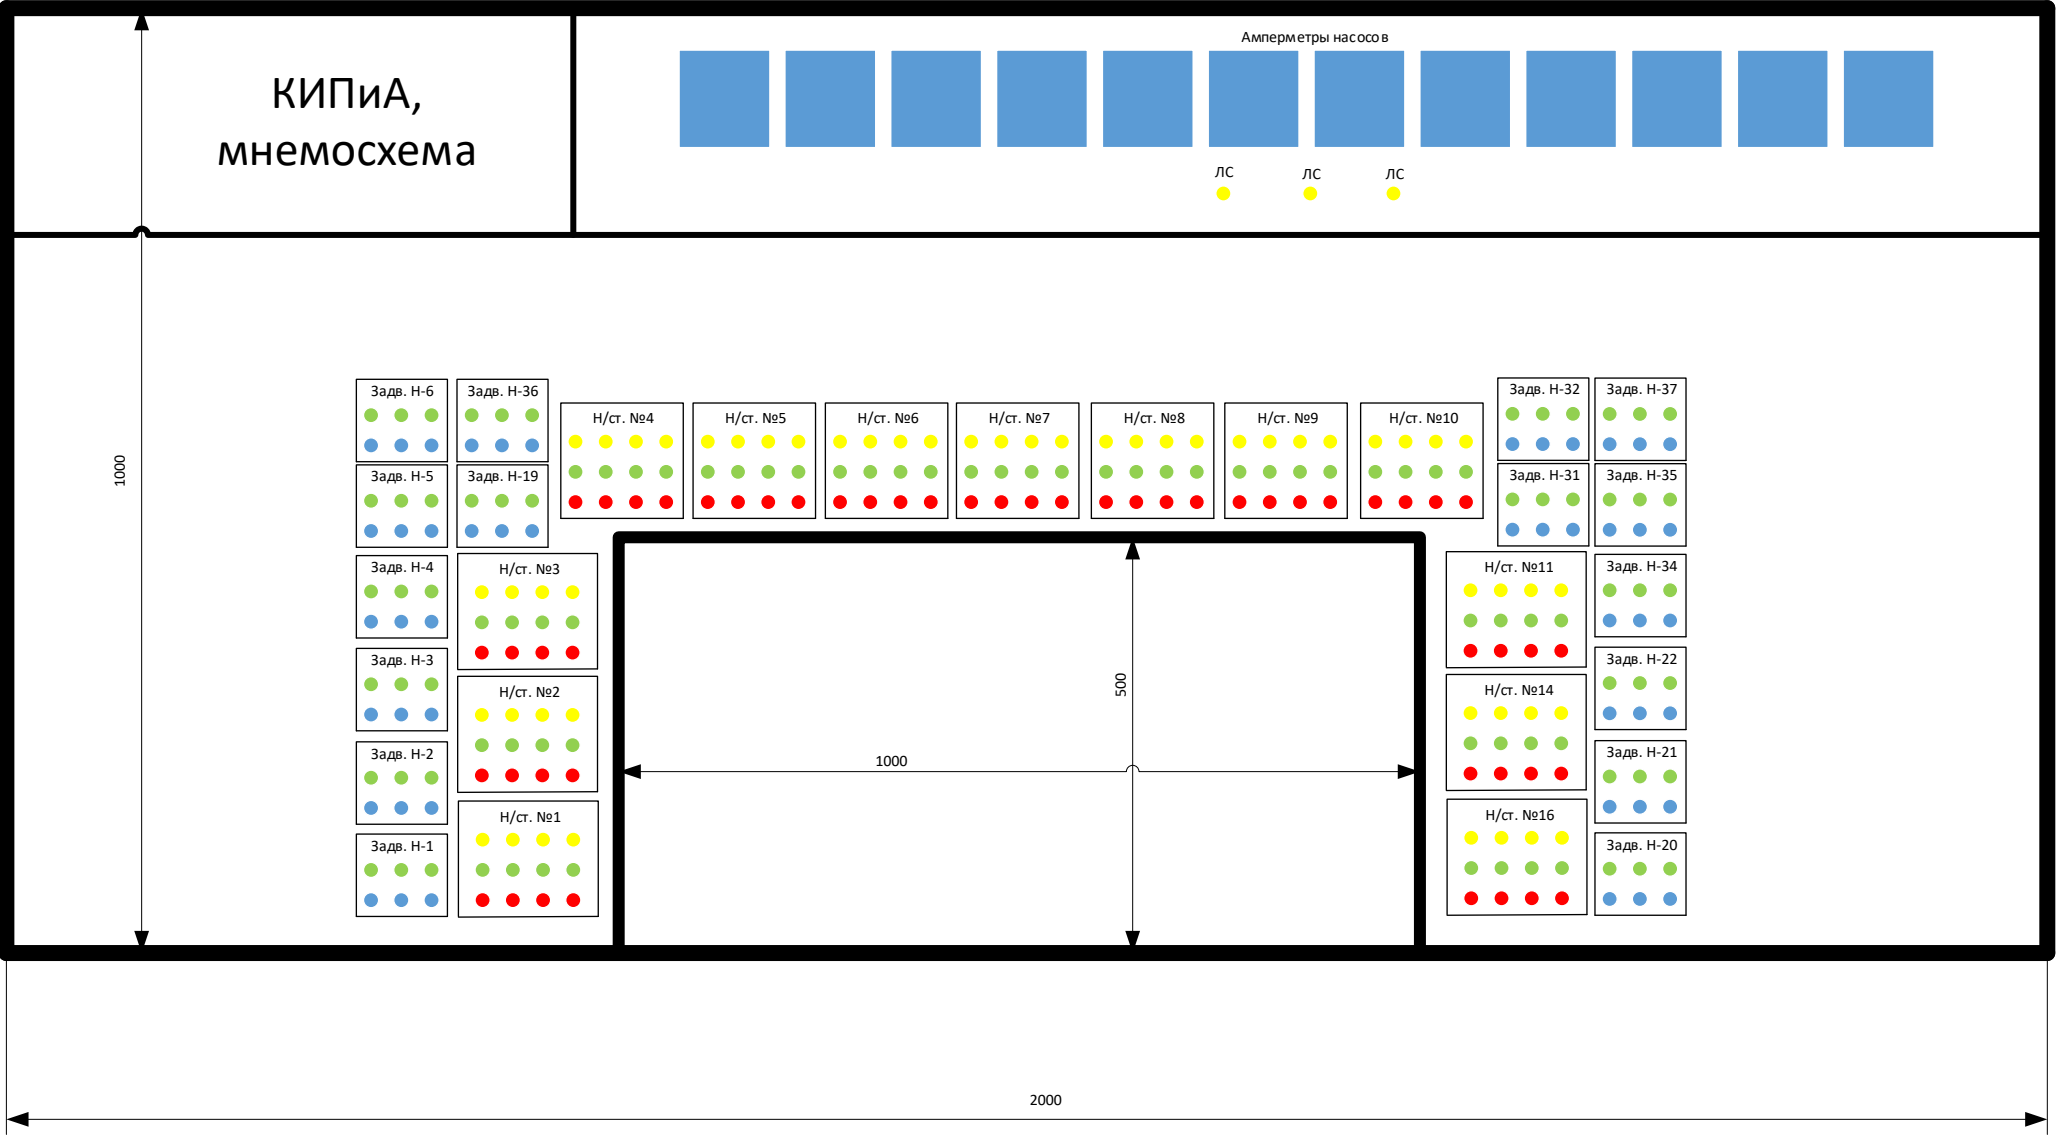 КИПиА,
мнемосхема
Амперметры насосов
ЛС ЛС ЛС
1000
Задв. Н-6 Задв. Н-36 Н/ст. №4 Н/ст. №5 Н/ст. №6 Н/ст. №7 Н/ст. №8 Н/ст. №9 Н/ст. №10 Задв. Н-32 Задв. Н-37
Задв. Н-5 Задв. Н-19 Задв. Н-31 Задв. Н-35
Задв. Н-4 Н/ст. №3 Н/ст. №11 Задв. Н-34
Задв. Н-3 Н/ст. №2 500 Н/ст. №14 Задв. Н-22
Задв. Н-2 1000 Задв. Н-21
Задв. Н-1 Н/ст. №1 Н/ст. №16 Задв. Н-20
2000